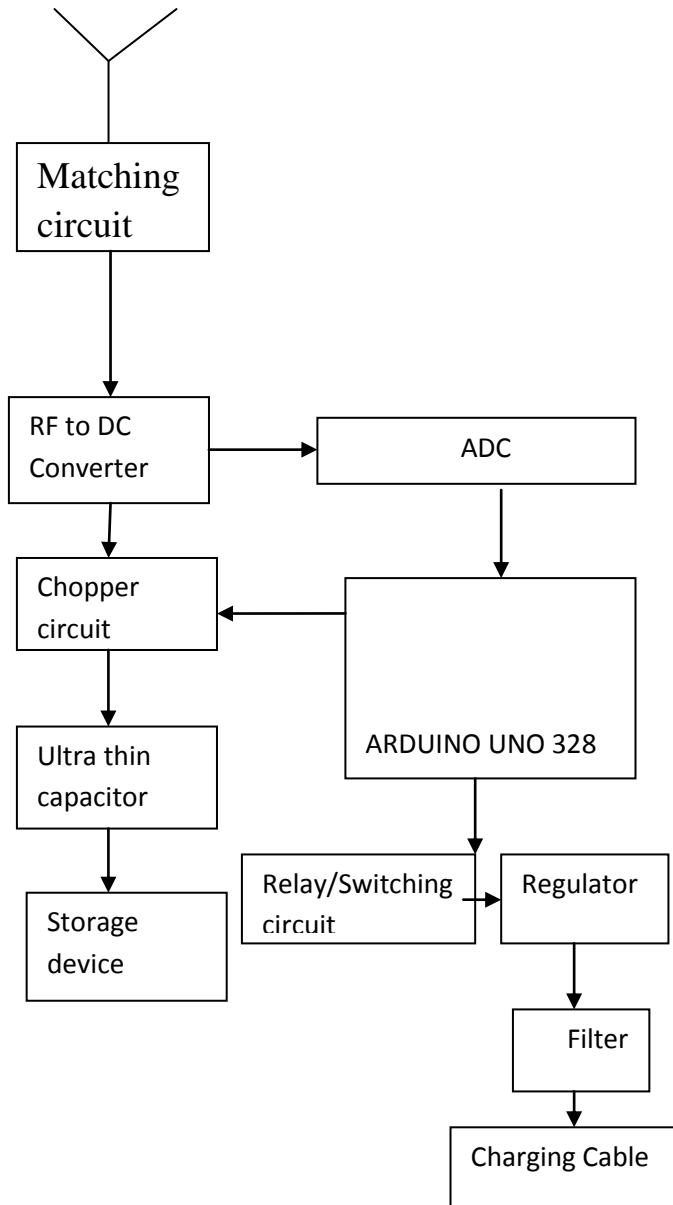 Matching
circuit
RF to DC
Converter
ADC
Chopper
circuit
ARDUINO UNO 328
Ultra thin
capacitor
Relay/Switching
circuit
Regulator
Storage
device
Filter
Charging Cable